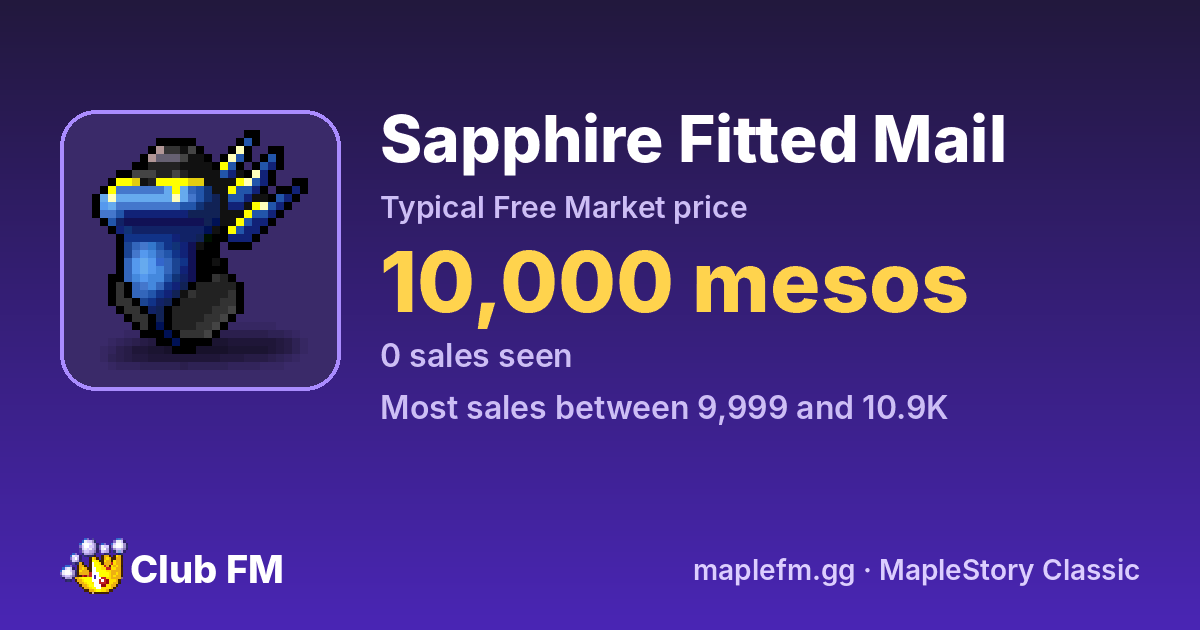 Sapphire Fitted Mail
Typical Free Market price
10,000 mesos
0 sales seen
Most sales between 9,999 and 10.9K
Club FM
maplefm.gg · MapleStory Classic